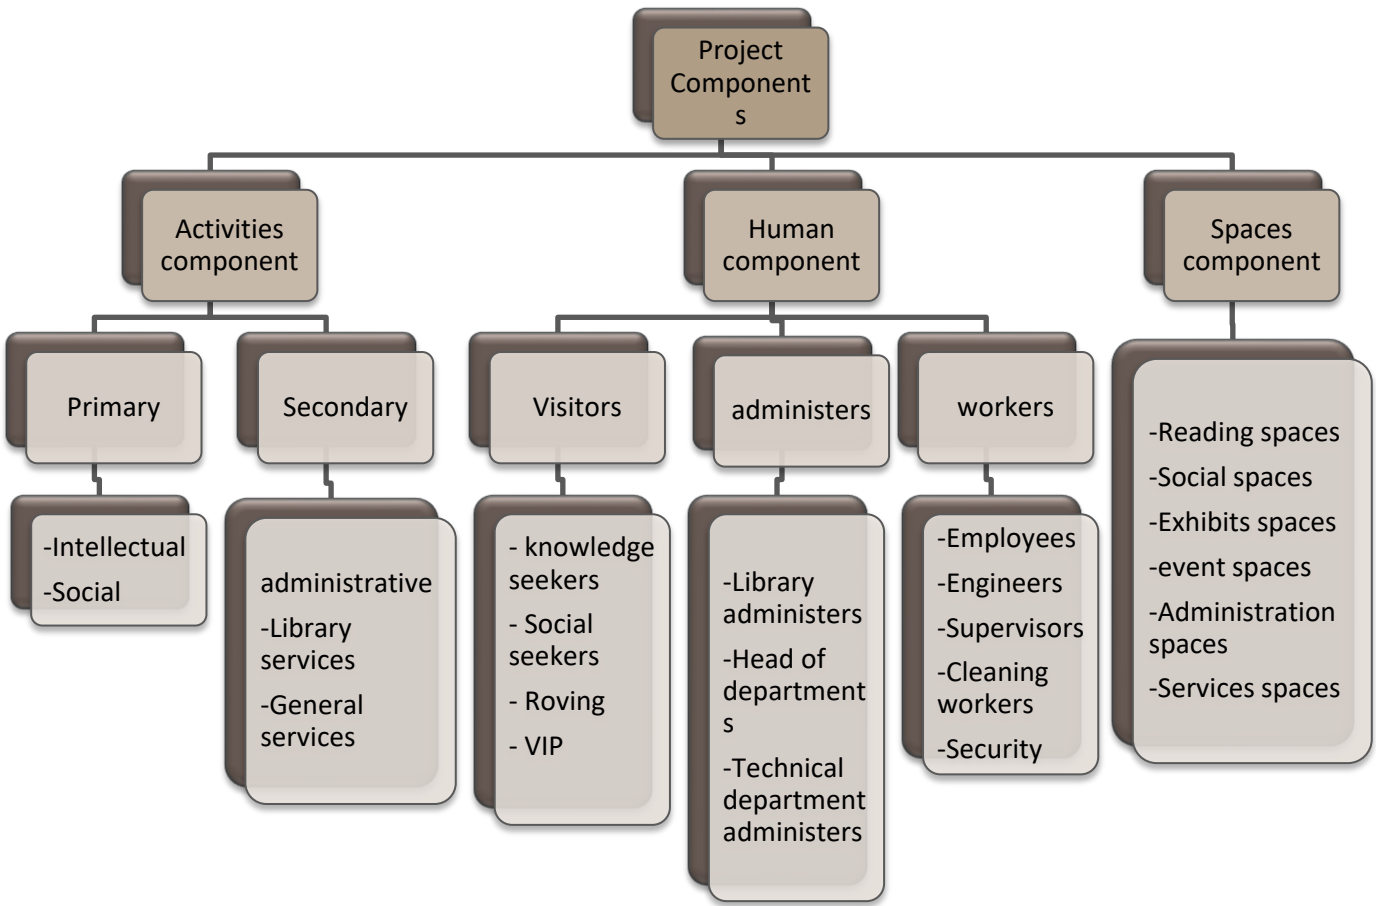 Project
Component
s
Activities
component
Human
component
Spaces
component
Primary
Secondary
Visitors
administers
workers
-Intellectual
-Social
administrative
-Library
services
-General
services
- knowledge
seekers
- Social
seekers
- Roving
- VIP
-Library
administers
-Head of
department
s
-Technical
department
administers
-Employees
-Engineers
-Supervisors
-Cleaning
workers
-Security
-Reading spaces
-Social spaces
-Exhibits spaces
-event spaces
-Administration
spaces
-Services spaces